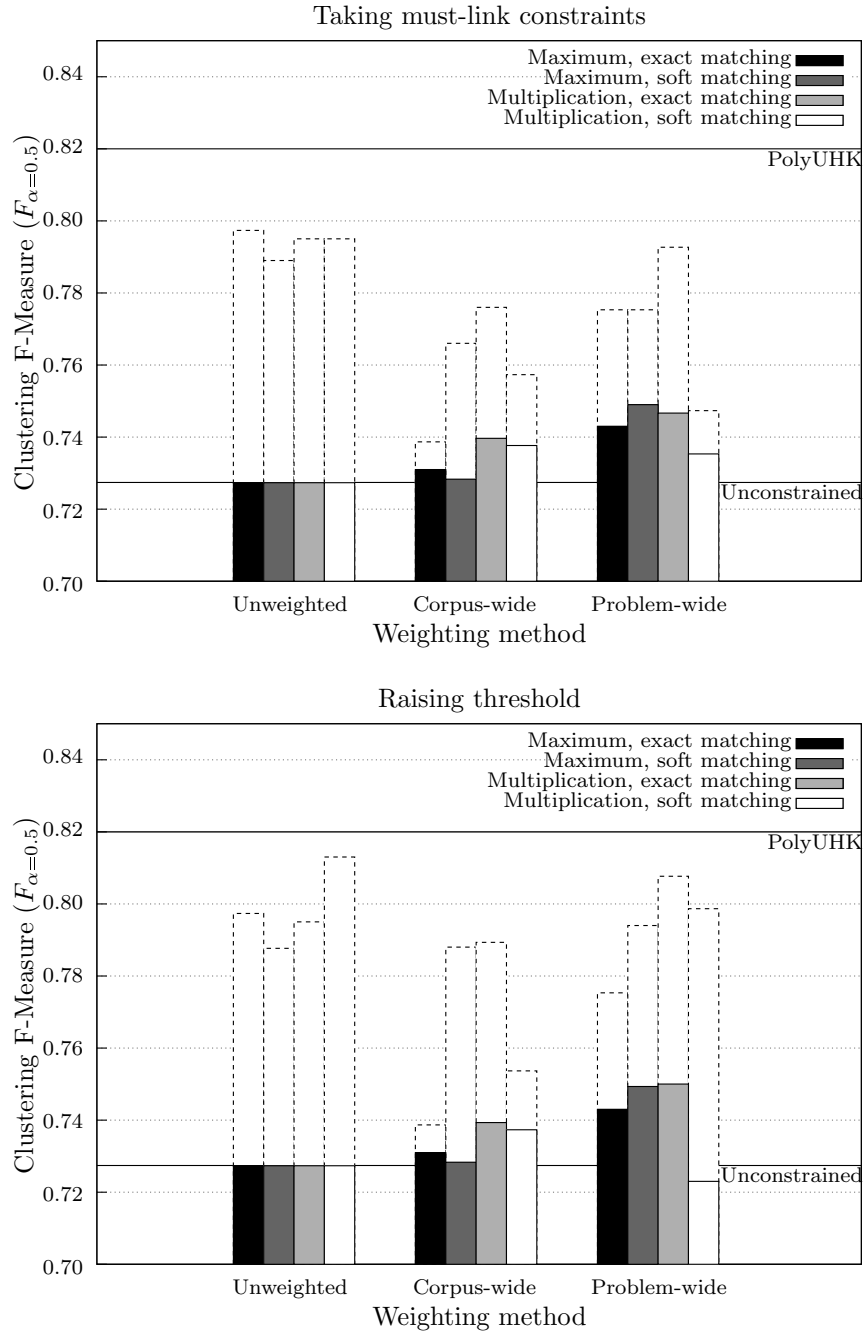 Taking must-link constraints
0.84
Maximum, exact matching
Maximum, soft matching
Multiplication, exact matching
Multiplication, soft matching
0.82
PolyUHK
0.80
0.78
0.76
0.74
0.72
0.70
Unconstrained
Clustering F-Measure (Fα=0.5)
Unweighted Corpus-wide Problem-wide
Weighting method
Raising threshold
0.84
Maximum, exact matching
Maximum, soft matching
Multiplication, exact matching
Multiplication, soft matching
0.82
PolyUHK
0.80
0.78
0.76
0.74
0.72
0.70
Unconstrained
Clustering F-Measure (Fα=0.5)
Unweighted Corpus-wide Problem-wide
Weighting method